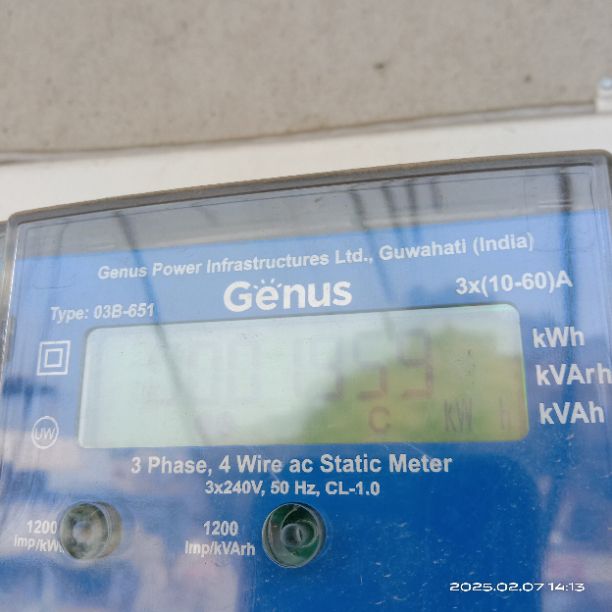 Genus Power Infrastructures Ltd., Guwahati (India)
Genus
3x(10-60)A
Type: 03B-651
kWh
kVArh
kVAh
C
kW h
UW
3 Phase, 4 Wire ac Static Meter
3x240V, 50 Hz, CL-1.0
1200
1200
imp/kVArh
2025.02.07 14:13